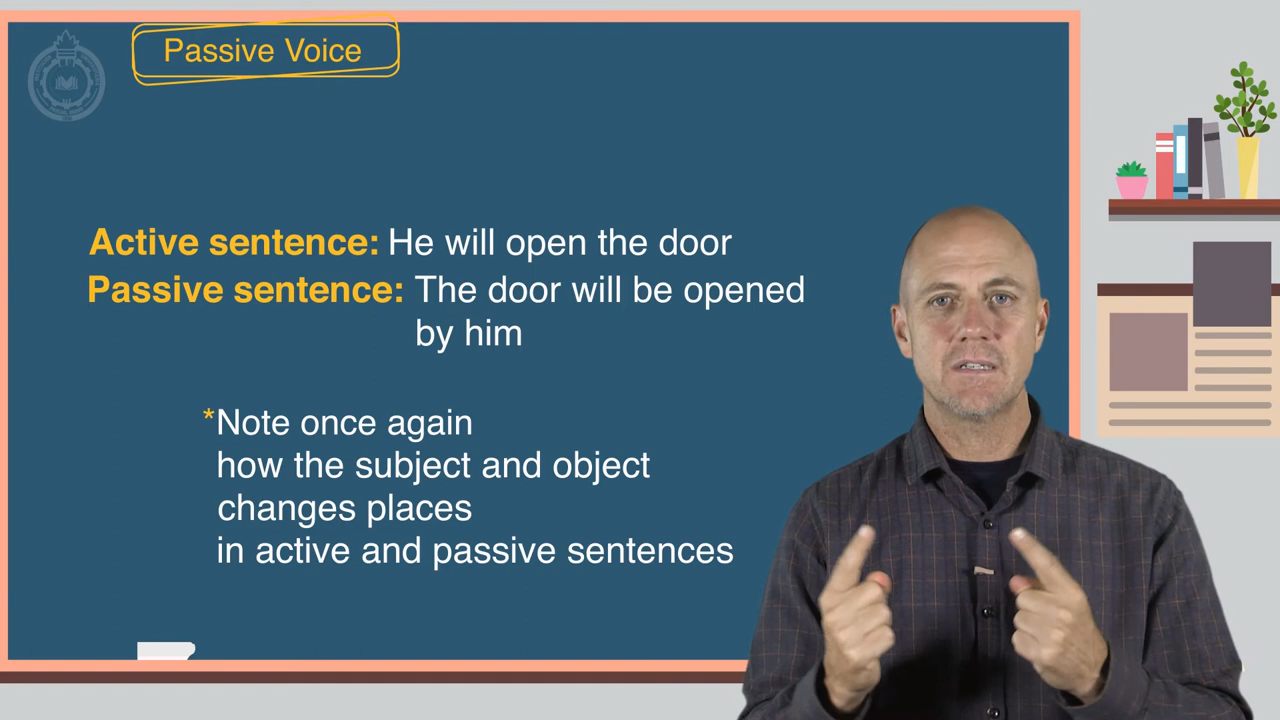 Passive Voice
Active sentence: He will open the door
Passive sentence: The door will be opened
by him
*Note once again
how the subject and object
changes places
in active and passive sentences